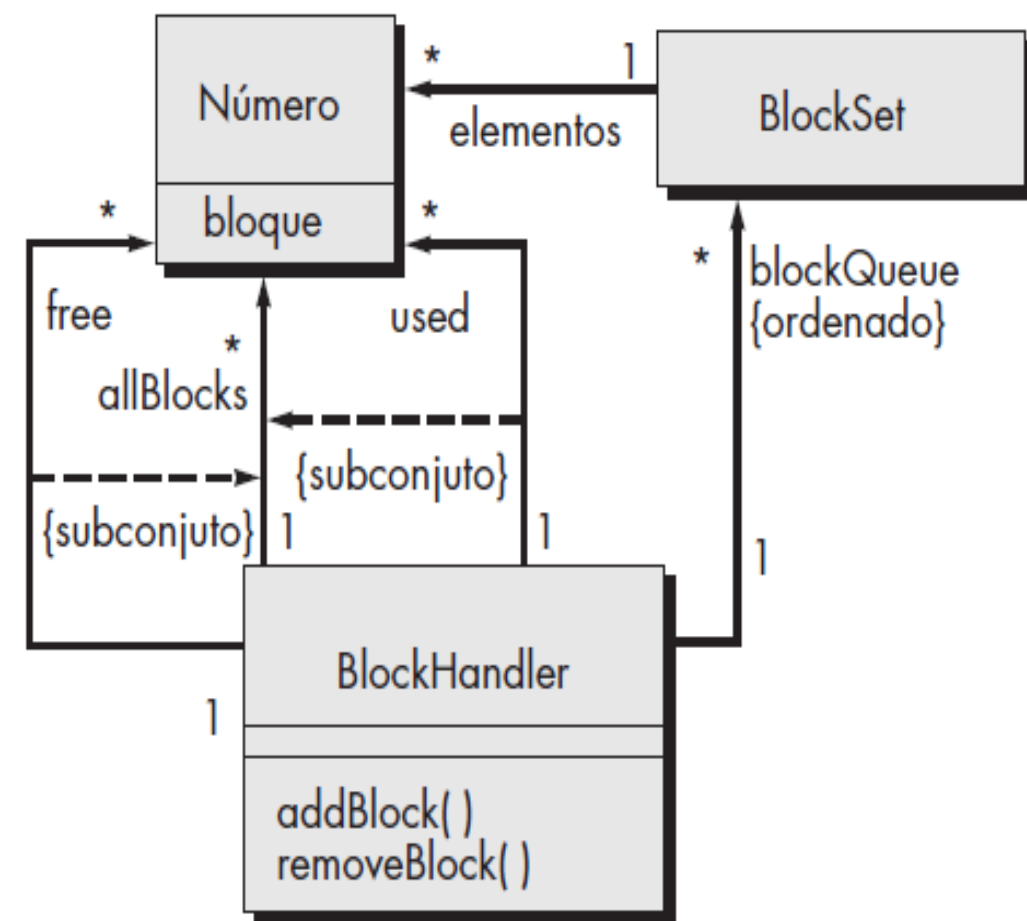 Número
bloque
*
1
elementos
BlockSet
*
free
*
used
*
allBlocks
*
blockQueue
{ordenado}
{subconjuto}
{subconjuto}
1
1
1
1
BlockHandler
addBlock( )
removeBlock( )